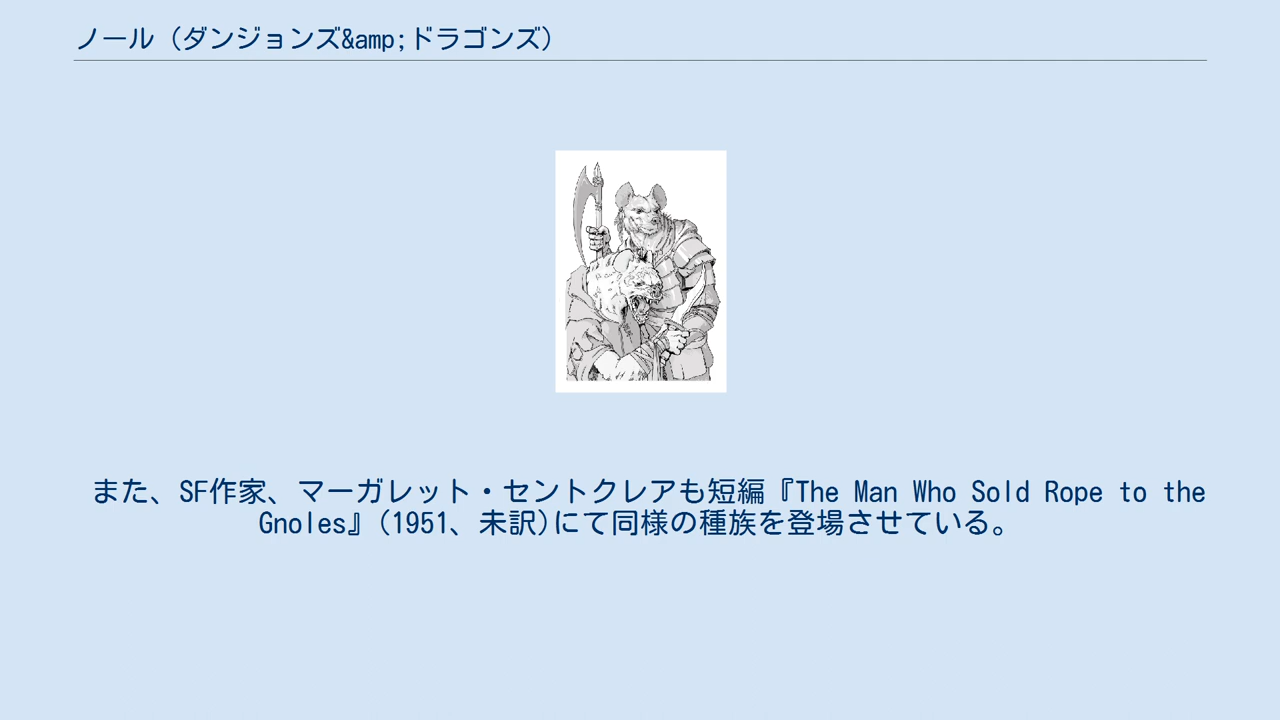 ノール（ダンジョンズ&amp;ドラゴンズ）
また、SF作家、マーガレット・セントクレアも短編『The Man Who Sold Rope to the
Gnoles』(1951、未訳)にて同様の種族を登場させている。